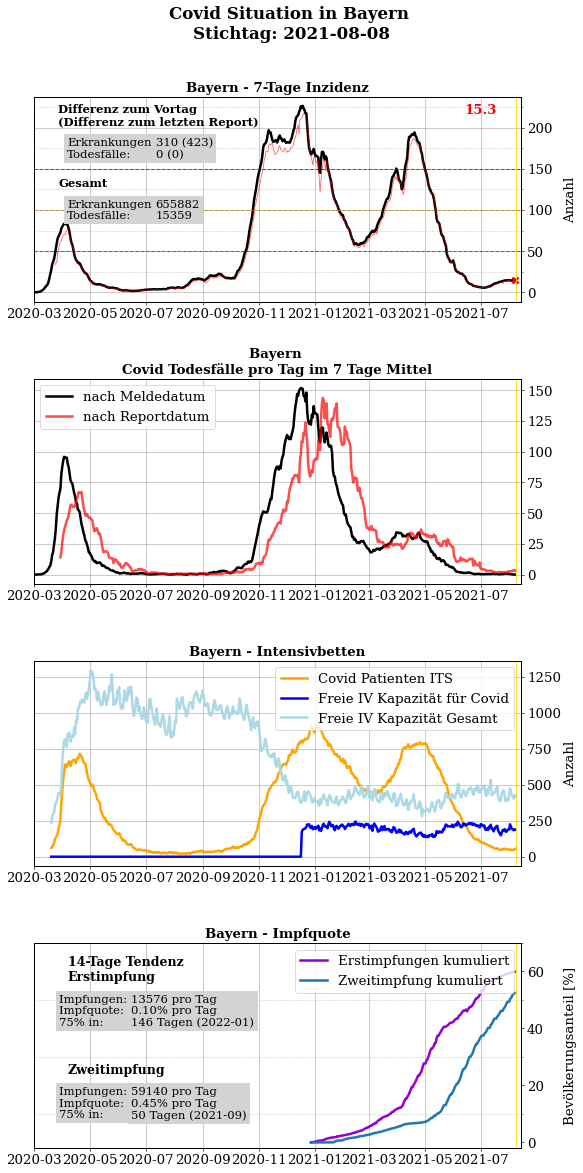 Covid Situation in Bayern
Stichtag: 2021-08-08
Bayern - 7-Tage Inzidenz
Differenz zum Vortag
(Differenz zum letzten Report)
15.3
Erkrankungen 310 (423)
Todesfälle: 0 (0)
Gesamt
Erkrankungen 655882
Todesfälle: 15359
200
150
100
50
0
Anzahl
2020-03 2020-05 2020-07 2020-09 2020-11 2021-01 2021-03 2021-05 2021-07
Bayern
Covid Todesfälle pro Tag im 7 Tage Mittel
nach Meldedatum
nach Reportdatum
150
125
100
75
50
25
0
2020-03 2020-05 2020-07 2020-09 2020-11 2021-01 2021-03 2021-05 2021-07
Bayern - Intensivbetten
Covid Patienten ITS
Freie IV Kapazität für Covid
Freie IV Kapazität Gesamt
1250
1000
750
500
250
0
Anzahl
2020-03 2020-05 2020-07 2020-09 2020-11 2021-01 2021-03 2021-05 2021-07
Bayern - Impfquote
14-Tage Tendenz
Erstimpfung
Impfungen: 13576 pro Tag
Impfquote: 0.10% pro Tag
75% in: 146 Tagen (2022-01)
Zweitimpfung
Impfungen: 59140 pro Tag
Impfquote: 0.45% pro Tag
75% in: 50 Tagen (2021-09)
Erstimpfungen kumuliert
Zweitimpfung kumuliert
60
40
20
0
Bevölkerungsanteil [%]
2020-03 2020-05 2020-07 2020-09 2020-11 2021-01 2021-03 2021-05 2021-07